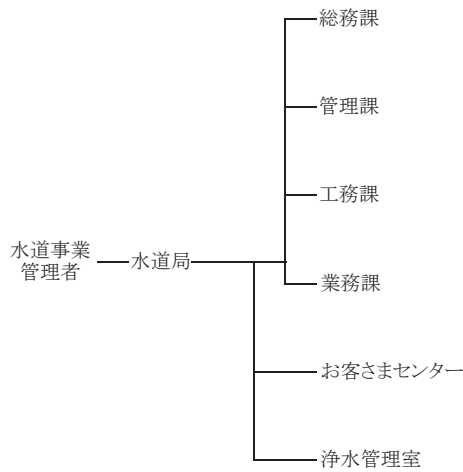 総務課
管理課
工務課
水道事業
管理者
水道局
業務課
お客さまセンター
浄水管理室